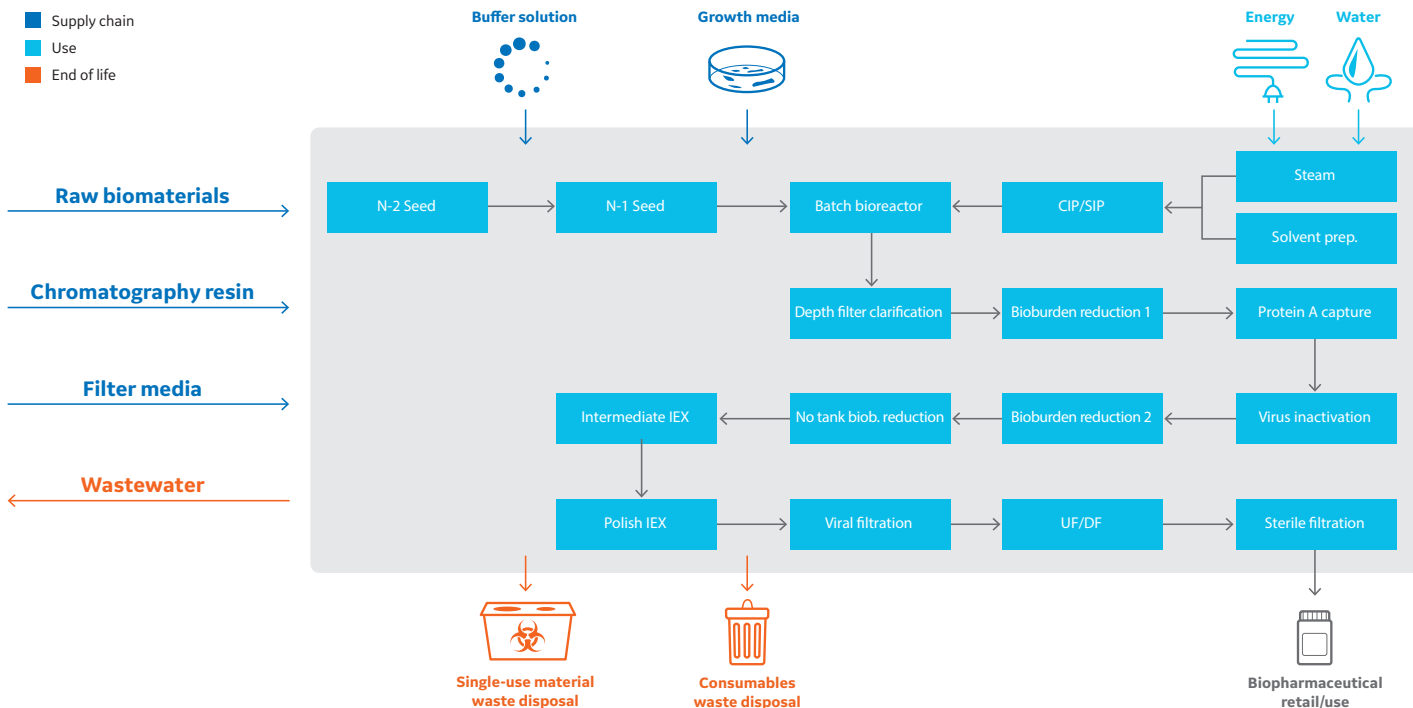 Supply chain
Use
End of life
Buffer solution
Growth media
Energy
Water
Raw biomaterials
Chromatography resin
Filter media
Wastewater
N-2 Seed
N-1 Seed
Batch bioreactor
CIP/SIP
Steam
Solvent prep.
Depth filter clarification
Bioburden reduction 1
Protein A capture
Intermediate IEX
No tank biob. reduction
Bioburden reduction 2
Virus inactivation
Polish IEX
Viral filtration
UF/DF
Sterile filtration
Single-use material
waste disposal
Consumables
waste disposal
Biopharmaceutical
retail/use